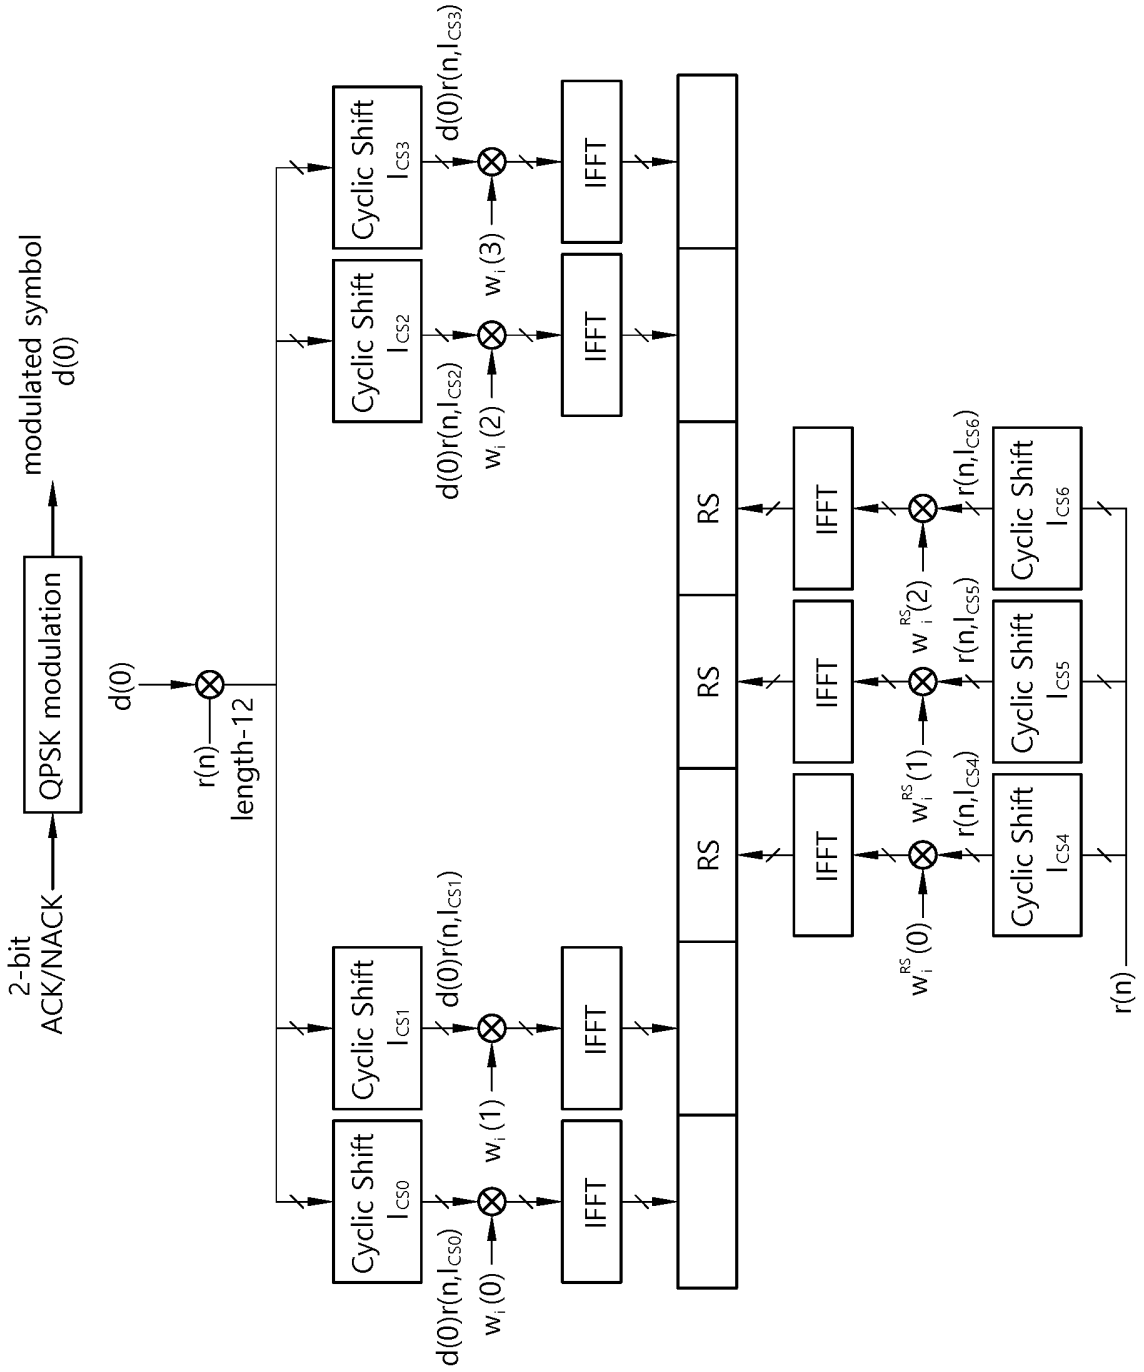 2-bit
ACK/NACK
QPSK modulation
modulated symbol
d(0)
d(0)
r(n)
length-12
Cyclic Shift
I_CS0
Cyclic Shift
I_CS1
Cyclic Shift
I_CS2
Cyclic Shift
I_CS3
d(0)r(n,I_CS0)
d(0)r(n,I_CS1)
d(0)r(n,I_CS2)
d(0)r(n,I_CS3)
w_i(0)
w_i(1)
w_i(2)
w_i(3)
IFFT
IFFT
IFFT
IFFT
RS
RS
RS
IFFT
IFFT
IFFT
w_i^RS(0)
w_i^RS(1)
w_i^RS(2)
r(n,I_CS4)
r(n,I_CS5)
r(n,I_CS6)
Cyclic Shift
I_CS4
Cyclic Shift
I_CS5
Cyclic Shift
I_CS6
r(n)